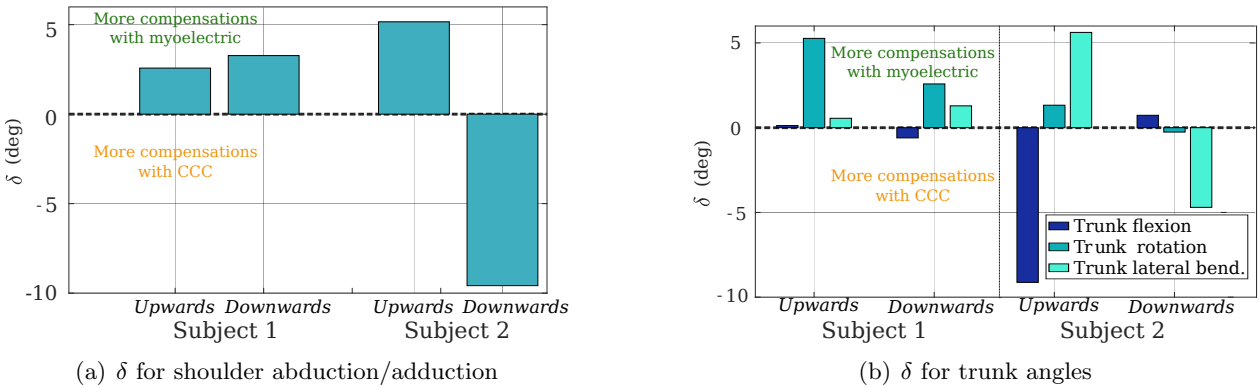 5
0
-5
-10
δ (deg)
More compensations
with myoelectric
More compensations
with CCC
Upwards Downwards Upwards Downwards
Subject 1 Subject 2
(a) δ for shoulder abduction/adduction
5
0
-5
-10
δ (deg)
More compensations
with myoelectric
More compensations
with CCC
Trunk flexion
Trunk rotation
Trunk lateral bend.
Upwards Downwards Upwards Downwards
Subject 1 Subject 2
(b) δ for trunk angles